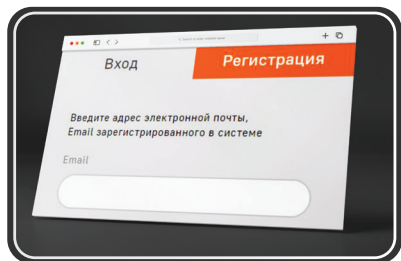 Вход
Регистрация
Введите адрес электронной почты,
Email зарегистрированного в системе
Email